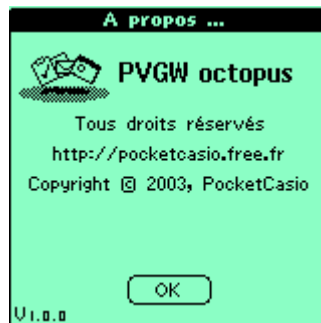 A propos ...
PVGW octopus
Tous droits réservés
http://pocketcasio.free.fr
Copyright © 2003, PocketCasio
OK
V1.0.0